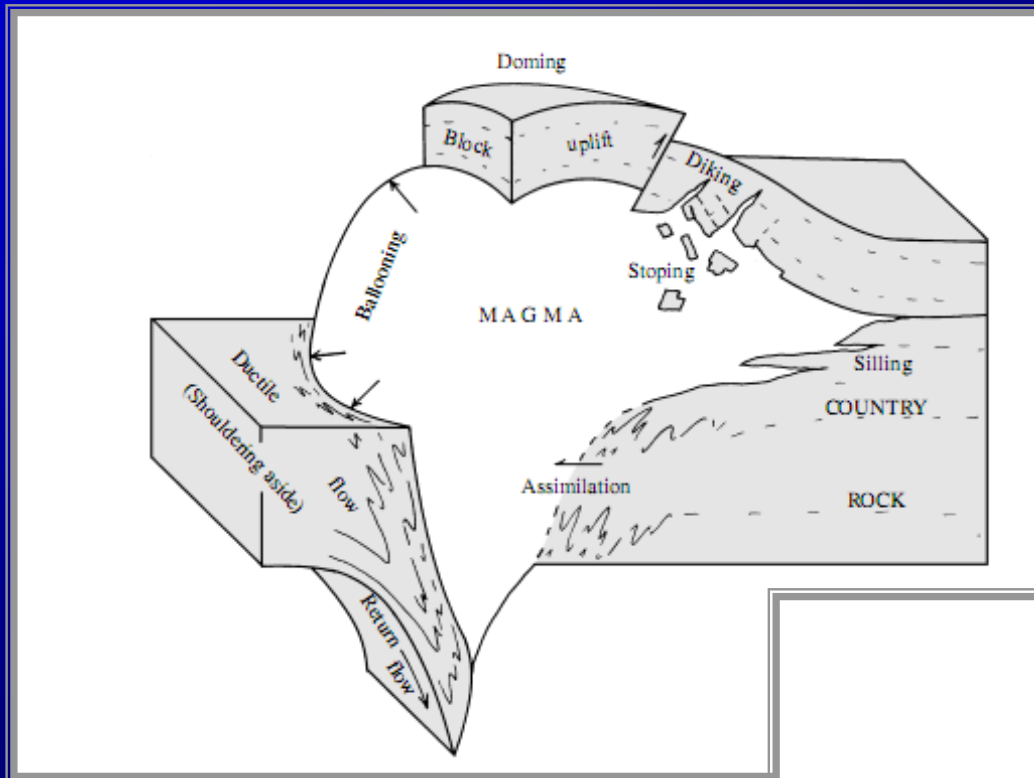 Doming
Block
uplift
Diking
Ballooning
Stoping
MAGMA
Silling
Ductile
(Shouldering aside)
flow
COUNTRY
Assimilation
ROCK
Return
flow